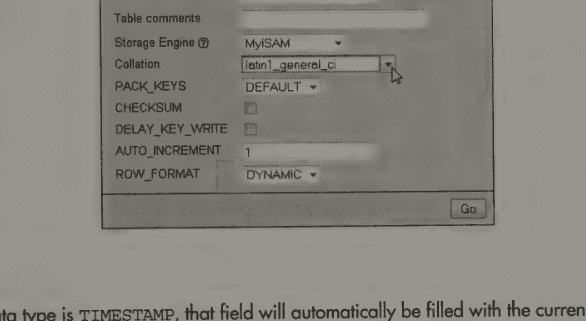 Table comments
Storage Engine ? MyISAM
Collation latin1_general_ci
PACK_KEYS DEFAULT
CHECKSUM
DELAY_KEY_WRITE
AUTO_INCREMENT 1
ROW_FORMAT DYNAMIC
Go
ata type is TIMESTAMP, that field will automatically be filled with the curren